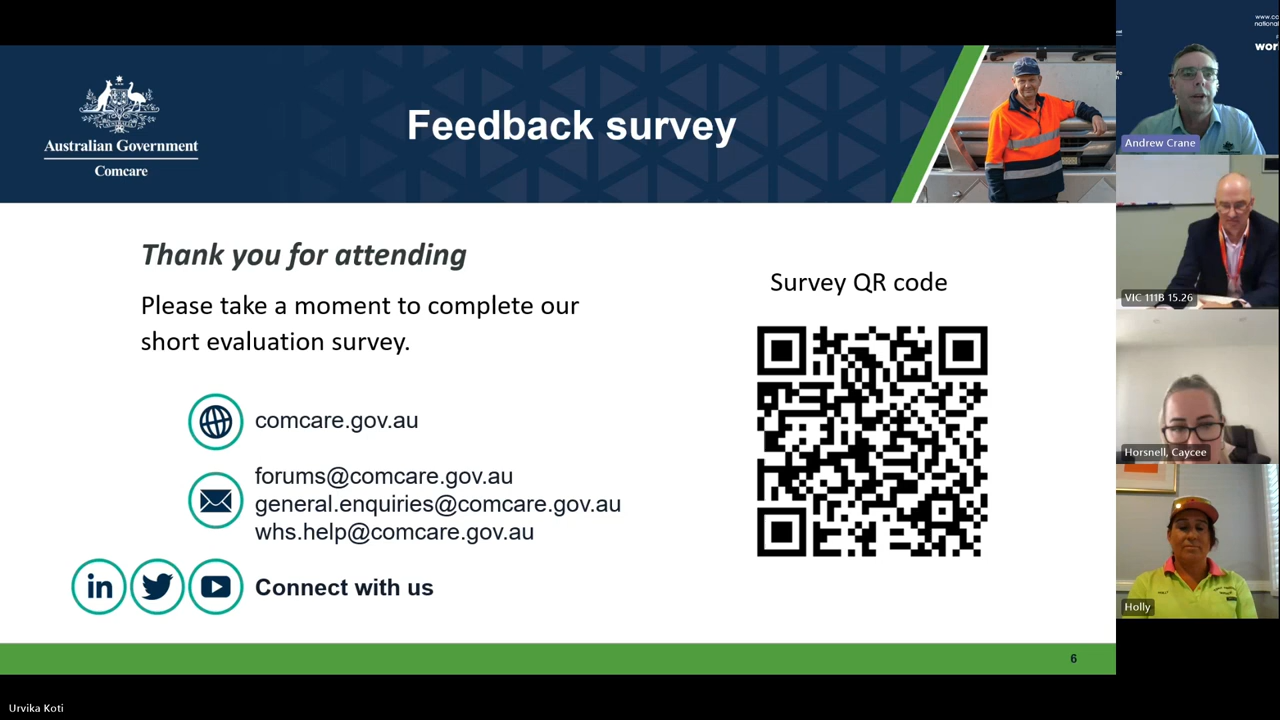 Australian Government
Comcare
Feedback survey
Thank you for attending
Please take a moment to complete our
short evaluation survey.
comcare.gov.au
forums@comcare.gov.au
general.enquiries@comcare.gov.au
whs.help@comcare.gov.au
in
Connect with us
Survey QR code
6
Andrew Crane
VIC 111B 15.26
Horsnell, Caycee
Holly
Urvika Koti